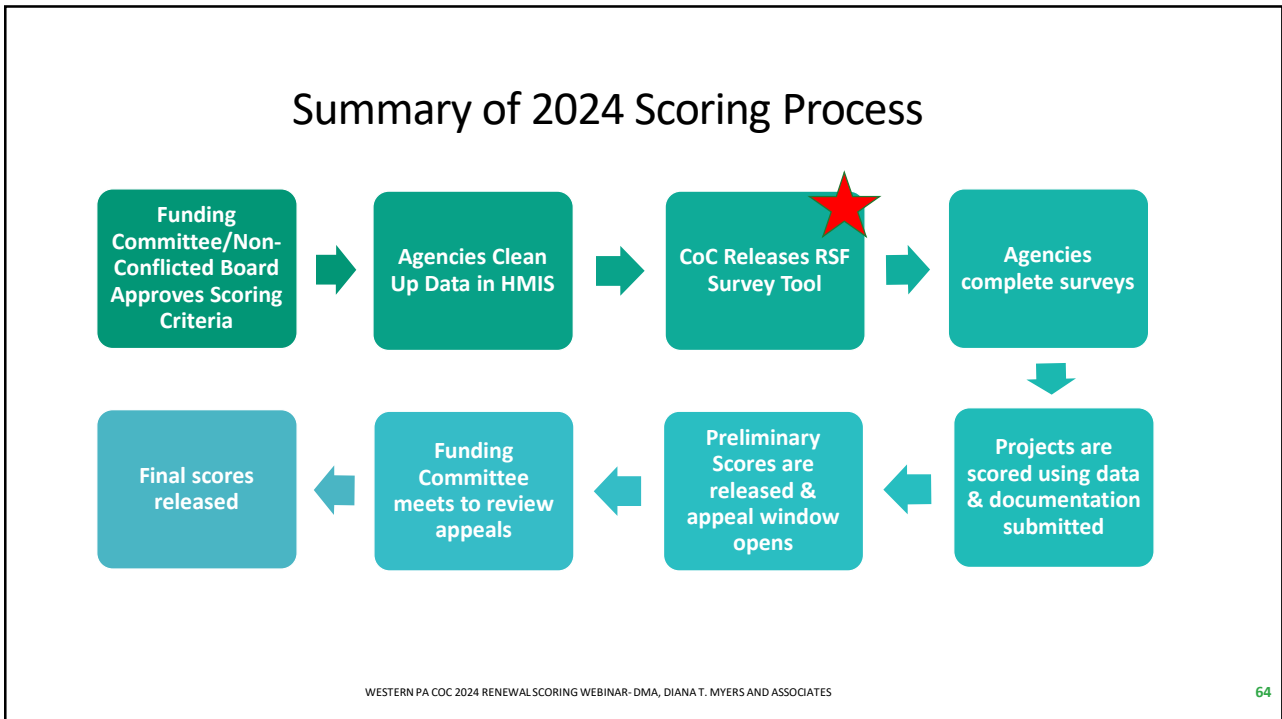 Summary of 2024 Scoring Process
Funding
Committee/Non-
Conflicted Board
Approves Scoring
Criteria
Agencies Clean
Up Data in HMIS
CoC Releases RSF
Survey Tool
Agencies
complete surveys
Projects are
scored using data
& documentation
submitted
Preliminary
Scores are
released &
appeal window
opens
Funding
Committee
meets to review
appeals
Final scores
released
WESTERN PA COC 2024 RENEWAL SCORING WEBINAR- DMA, DIANA T. MYERS AND ASSOCIATES
64